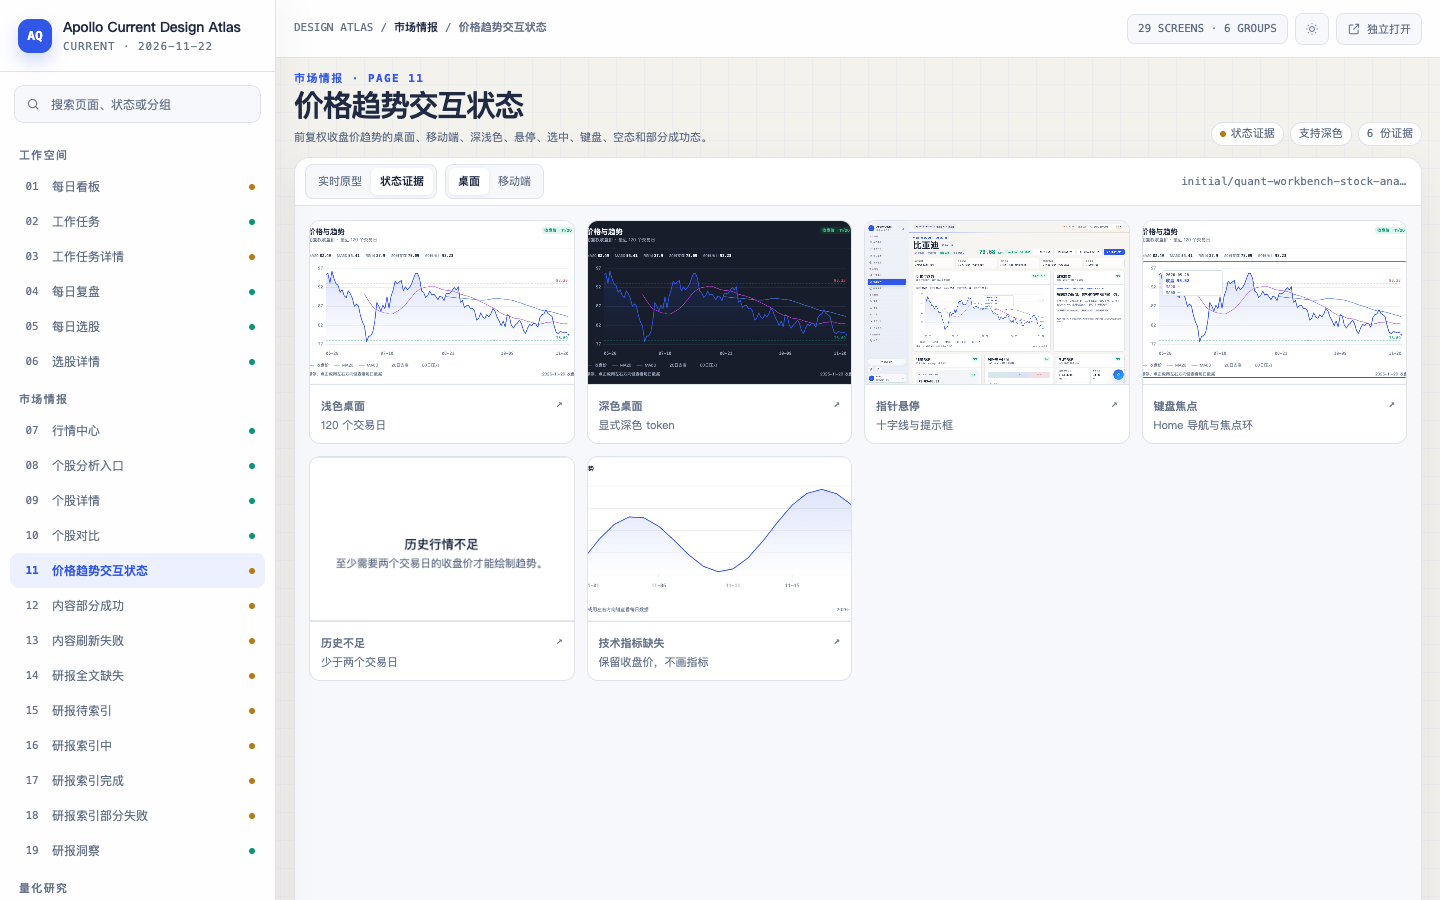 AQ
Apollo Current Design Atlas
CURRENT · 2026-11-22
搜索页面、状态或分组
工作空间
01 每日看板
02 工作任务
03 工作任务详情
04 每日复盘
05 每日选股
06 选股详情
市场情报
07 行情中心
08 个股分析入口
09 个股详情
10 个股对比
11 价格趋势交互状态
12 内容部分成功
13 内容刷新失败
14 研报全文缺失
15 研报待索引
16 研报索引中
17 研报索引完成
18 研报索引部分失败
19 研报洞察
量化研究
DESIGN ATLAS / 市场情报 / 价格趋势交互状态
29 SCREENS · 6 GROUPS
独立打开
市场情报 · PAGE 11
价格趋势交互状态
前复权收盘价趋势的桌面、移动端、深浅色、悬停、选中、键盘、空态和部分成功态。
状态证据
支持深色
6 份证据
实时原型 状态证据
桌面 移动端
initial/quant-workbench-stock-ana…
价格与趋势
浅色桌面 ↗
120 个交易日
价格与趋势
深色桌面 ↗
显式深色 token
比亚迪
79.68
指针悬停 ↗
十字线与提示框
价格与趋势
键盘焦点 ↗
Home 导航与焦点环
历史行情不足
至少需要两个交易日的收盘价才能绘制趋势。
历史不足 ↗
少于两个交易日
势
11-06 11-11 11-15
技术指标缺失 ↗
保留收盘价，不画指标